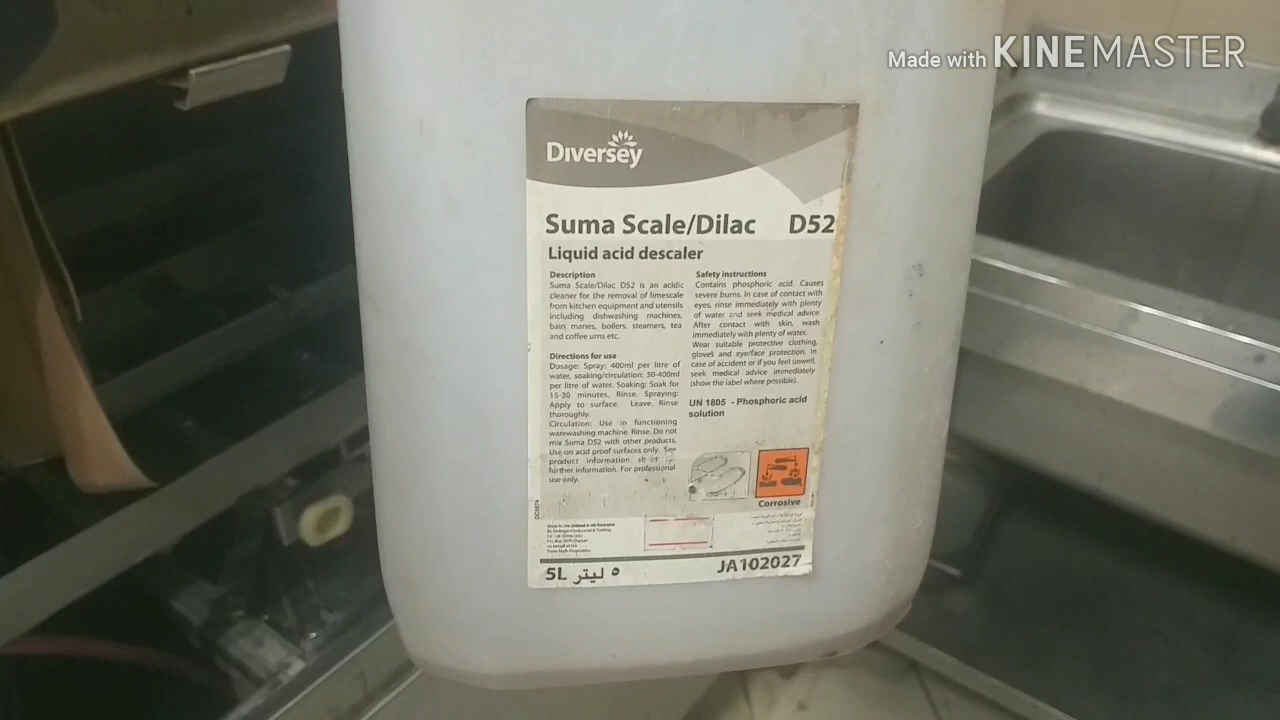 Made with KINEMASTER
Diversey
Suma Scale/Dilac D52
Liquid acid descaler
Description
Suma Scale/Dilac D52 is an acidic
cleaner for the removal of limescale
from kitchen equipment and utensils
including dishwashing machines,
bain maries, boilers, steamers, tea
and coffee urns etc.
Directions for use
Dosage: Spray: 400ml per litre of
water, soaking/circulation: 50-400ml
per litre of water. Soaking: Soak for
15-30 minutes. Rinse. Spraying:
Apply to surface. Leave. Rinse
thoroughly.
Circulation: Use in functioning
warewashing machine. Rinse. Do not
mix Suma D52 with other products.
Use on acid proof surfaces only. See
product information
further information. For professional
use only.
Safety instructions
Contains phosphoric acid. Causes
severe burns. In case of contact with
eyes, rinse immediately with plenty
of water and seek medical advice.
After contact with skin, wash
immediately with plenty of water.
Wear suitable protective clothing,
gloves and eye/face protection. In
case of accident or if you feel unwell,
seek medical advice immediately
(show the label where possible).
UN 1805 - Phosphoric acid
solution
Corrosive
Made in the United Arab Emirates
5L ٥ ليتر
JA102027